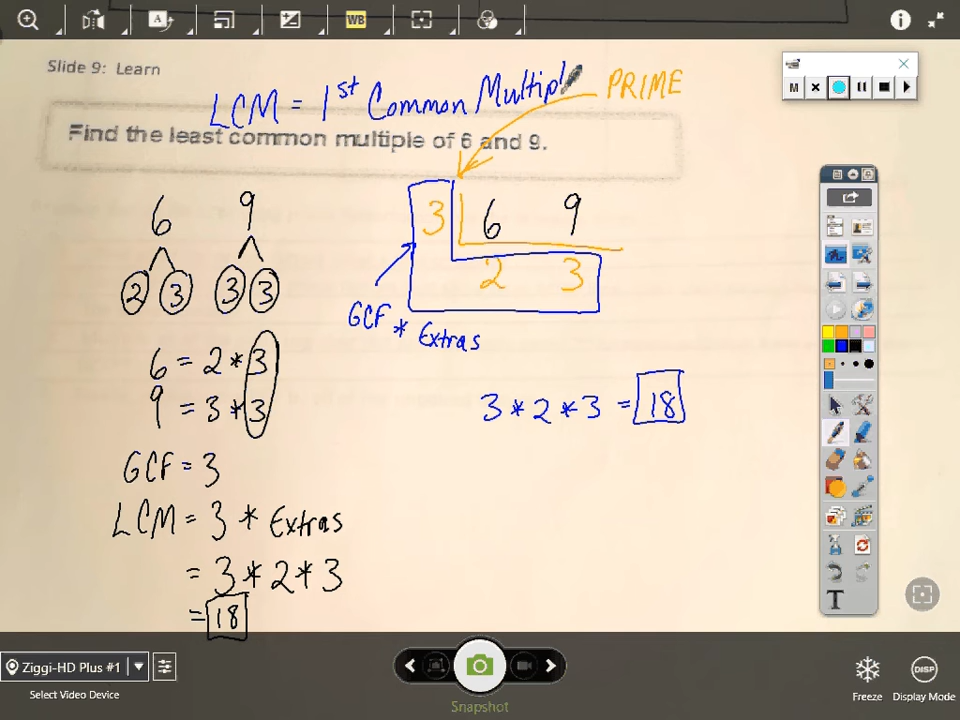 WB
Slide 9: Learn
LCM = 1st Common Multipl
PRIME
Find the least common multiple of 6 and 9.
M
6 9
2 3 3 3
3 6 9
2 3
GCF * Extras
6 = 2 * 3
9 = 3 * 3
3 * 2 * 3 = 18
GCF = 3
LCM = 3 * Extras
= 3 * 2 * 3
= 18
T
Ziggi-HD Plus #1
Select Video Device
Snapshot
Freeze
DISP
Display Mode